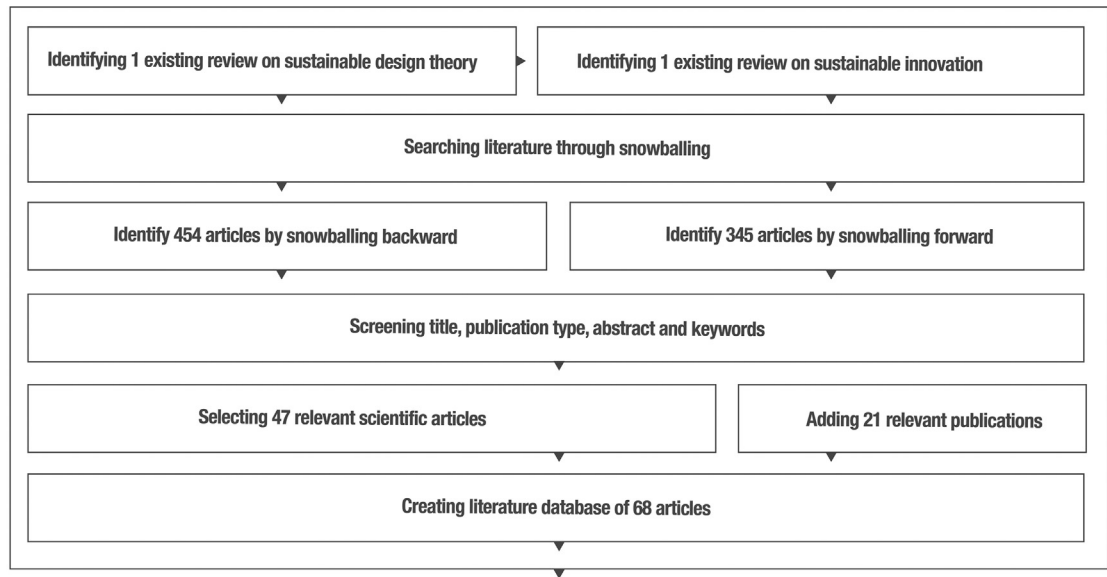 Identifying 1 existing review on sustainable design theory
Identifying 1 existing review on sustainable innovation
Searching literature through snowballing
Identify 454 articles by snowballing backward
Identify 345 articles by snowballing forward
Screening title, publication type, abstract and keywords
Selecting 47 relevant scientific articles
Adding 21 relevant publications
Creating literature database of 68 articles